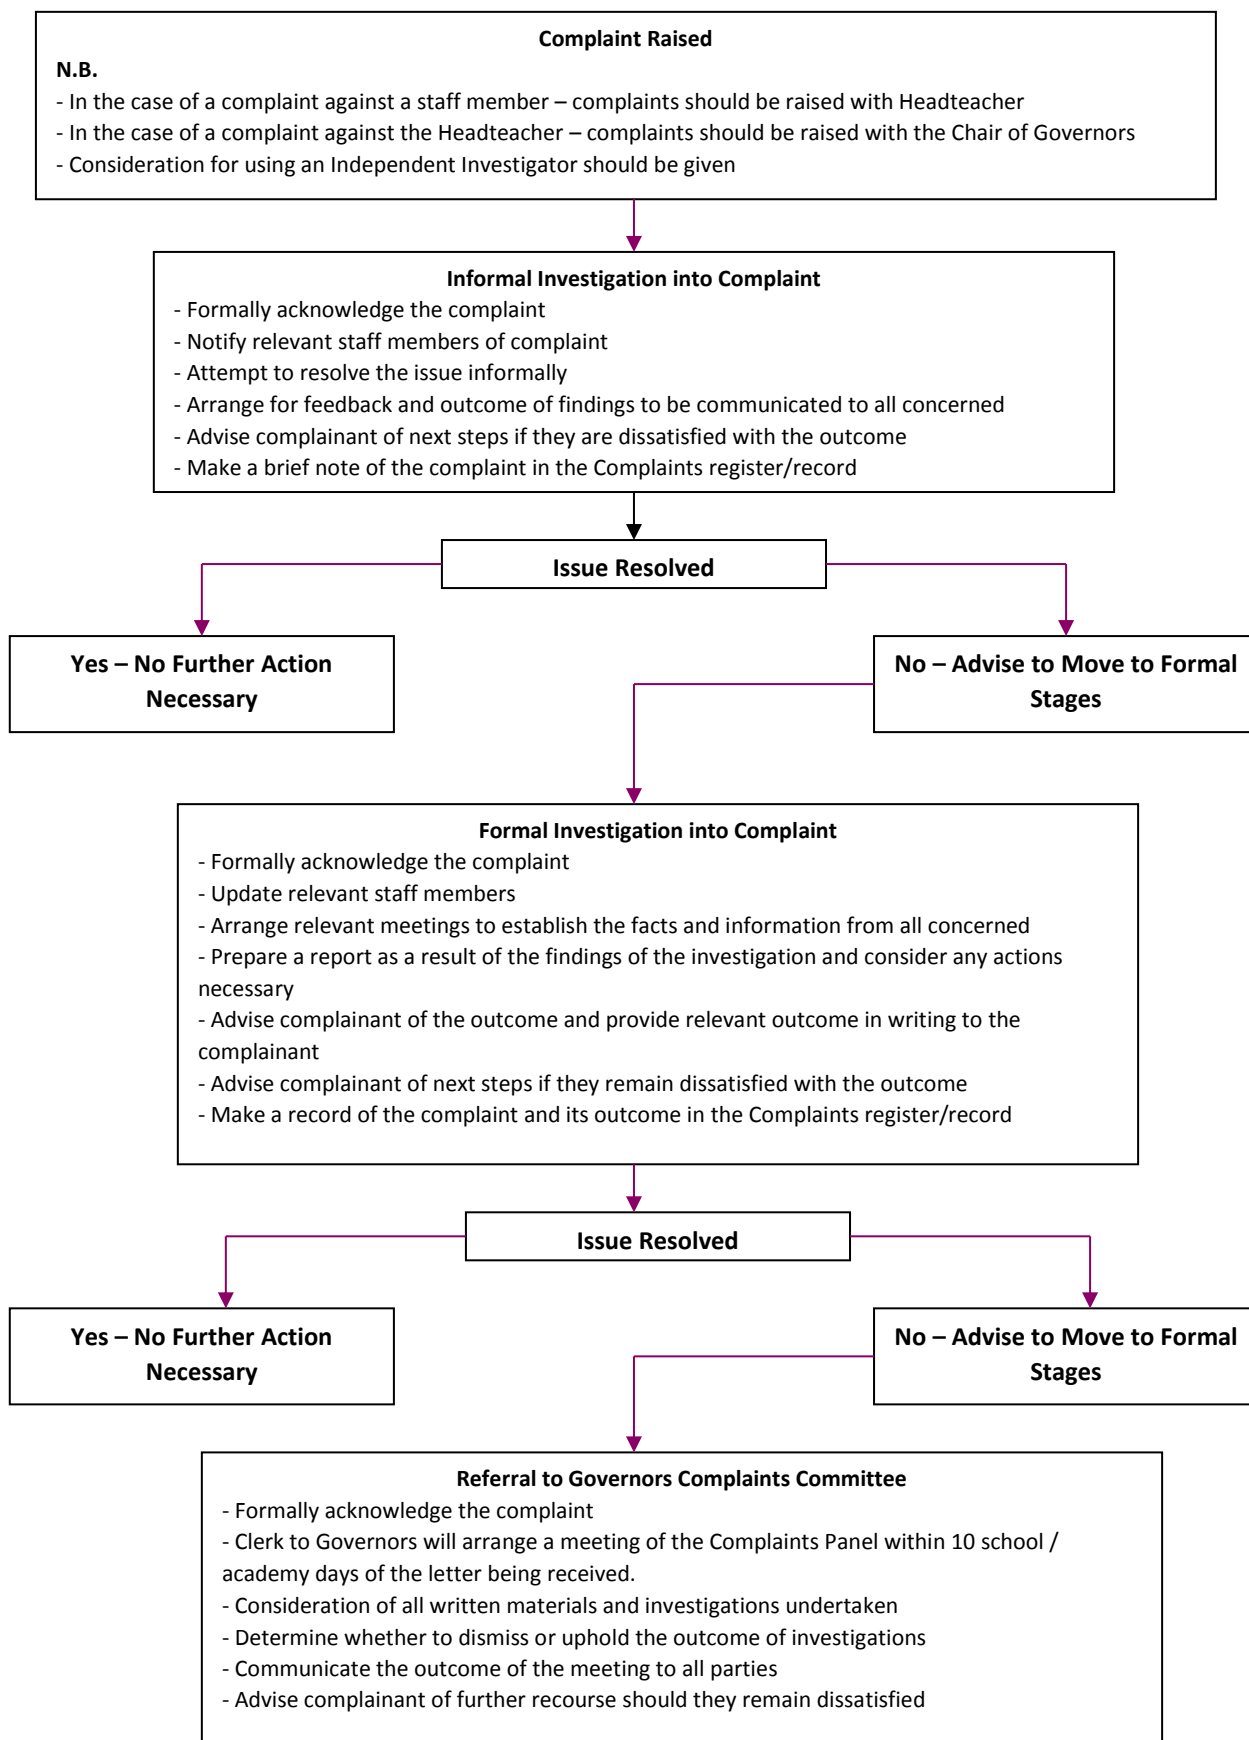 Complaint Raised
N.B.
- In the case of a complaint against a staff member – complaints should be raised with Headteacher
- In the case of a complaint against the Headteacher – complaints should be raised with the Chair of Governors
- Consideration for using an Independent Investigator should be given
Informal Investigation into Complaint
- Formally acknowledge the complaint
- Notify relevant staff members of complaint
- Attempt to resolve the issue informally
- Arrange for feedback and outcome of findings to be communicated to all concerned
- Advise complainant of next steps if they are dissatisfied with the outcome
- Make a brief note of the complaint in the Complaints register/record
Issue Resolved
Yes – No Further Action
Necessary
No – Advise to Move to Formal
Stages
Formal Investigation into Complaint
- Formally acknowledge the complaint
- Update relevant staff members
- Arrange relevant meetings to establish the facts and information from all concerned
- Prepare a report as a result of the findings of the investigation and consider any actions
necessary
- Advise complainant of the outcome and provide relevant outcome in writing to the
complainant
- Advise complainant of next steps if they remain dissatisfied with the outcome
- Make a record of the complaint and its outcome in the Complaints register/record
Issue Resolved
Yes – No Further Action
Necessary
No – Advise to Move to Formal
Stages
Referral to Governors Complaints Committee
- Formally acknowledge the complaint
- Clerk to Governors will arrange a meeting of the Complaints Panel within 10 school /
academy days of the letter being received.
- Consideration of all written materials and investigations undertaken
- Determine whether to dismiss or uphold the outcome of investigations
- Communicate the outcome of the meeting to all parties
- Advise complainant of further recourse should they remain dissatisfied